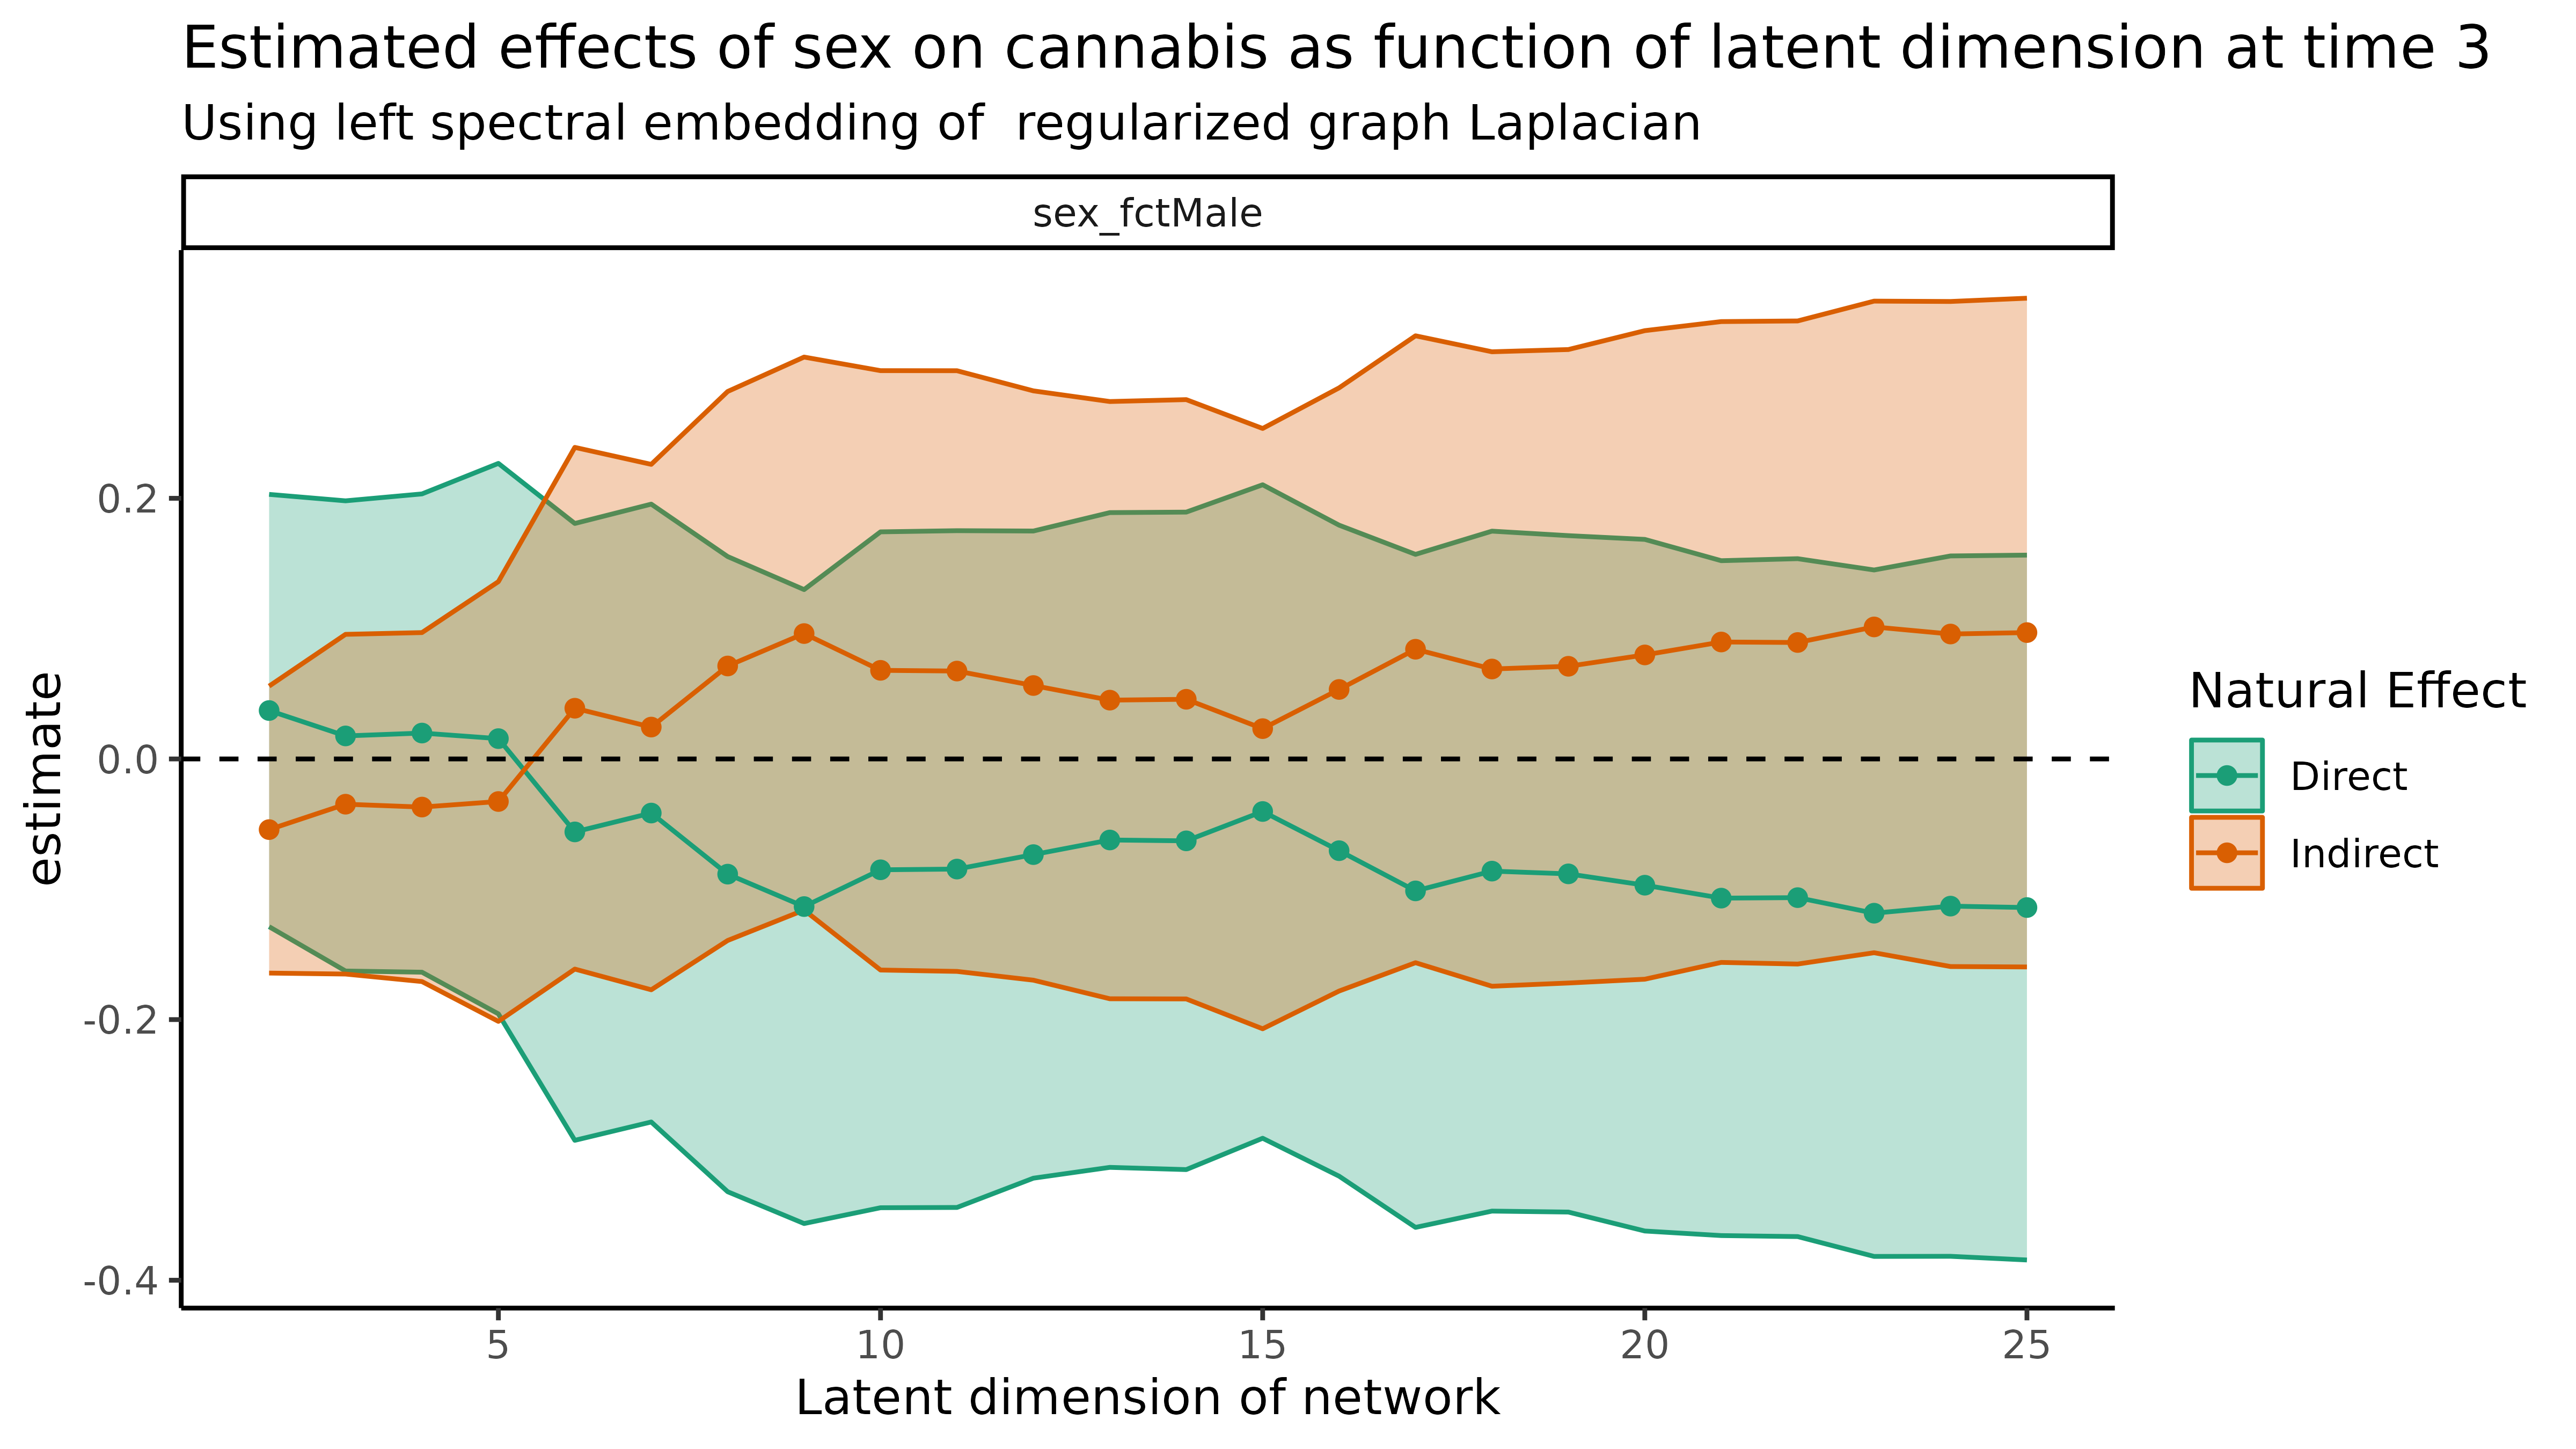 Estimated effects of sex on cannabis as function of latent dimension at time 3
Using left spectral embedding of  regularized graph Laplacian
sex_fctMale
estimate
0.2
0.0
-0.2
-0.4
5 10 15 20 25
Latent dimension of network
Natural Effect
Direct
Indirect